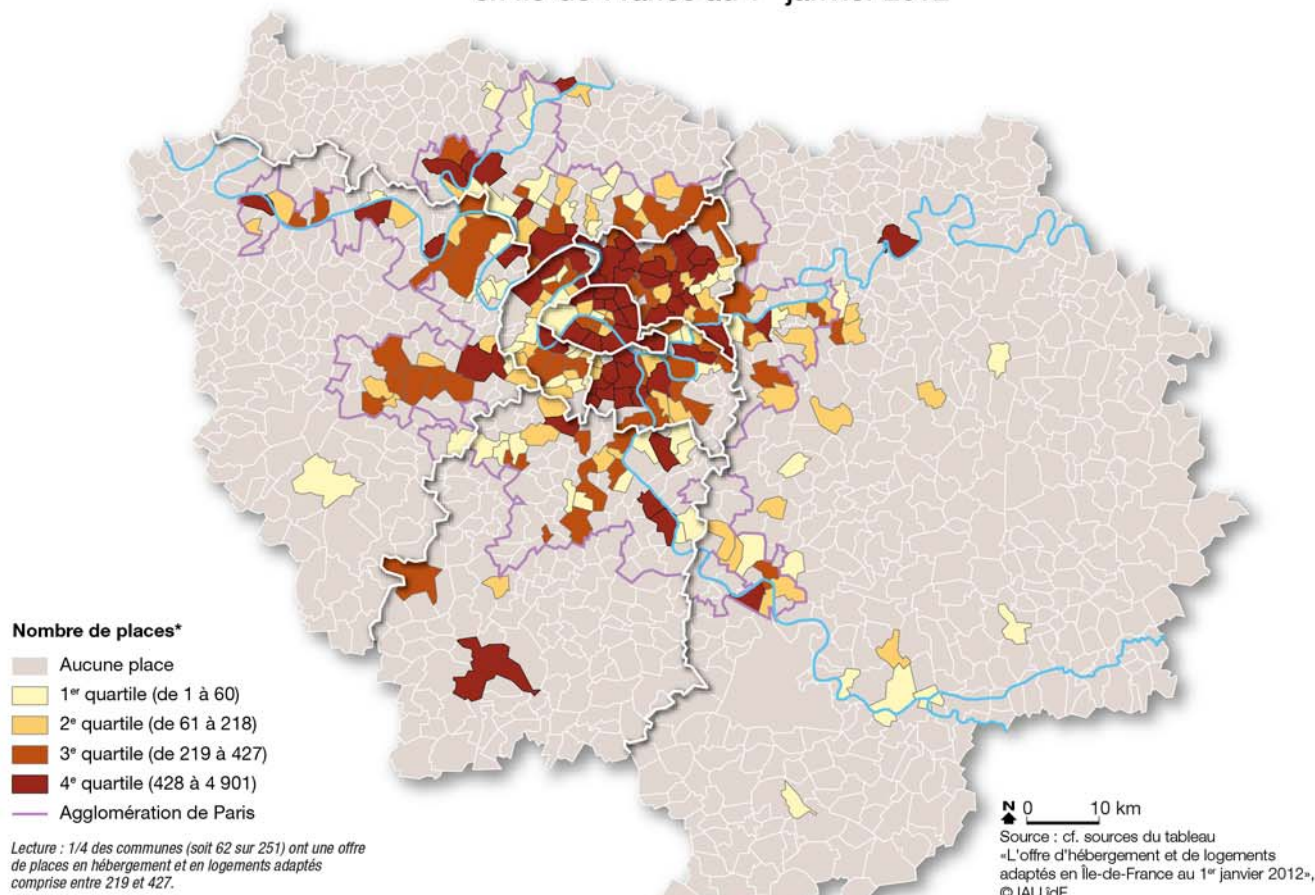 Nombre de places*
Aucune place
1er quartile (de 1 à 60)
2e quartile (de 61 à 218)
3e quartile (de 219 à 427)
4e quartile (428 à 4 901)
Agglomération de Paris
Lecture : 1/4 des communes (soit 62 sur 251) ont une offre
de places en hébergement et en logements adaptés
comprise entre 219 et 427.
N 0 10 km
Source : cf. sources du tableau
«L'offre d'hébergement et de logements
adaptés en Île-de-France au 1er janvier 2012»,